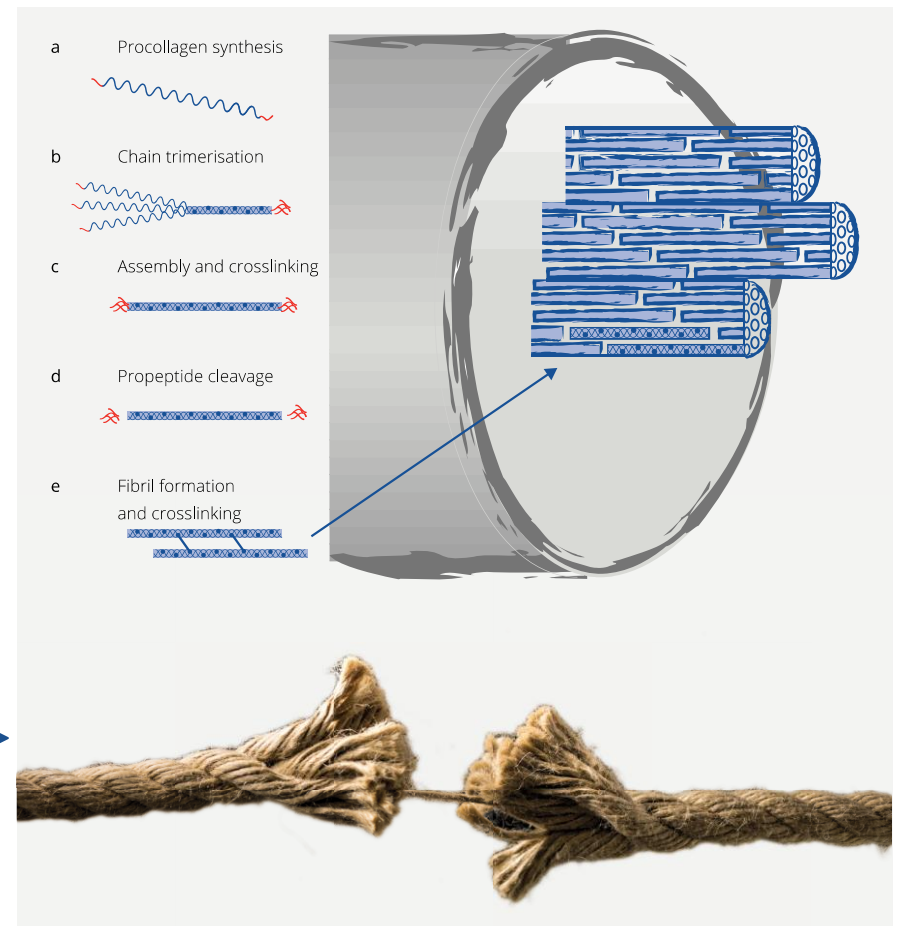 a Procollagen synthesis
b Chain trimerisation
c Assembly and crosslinking
d Propeptide cleavage
e Fibril formation
and crosslinking